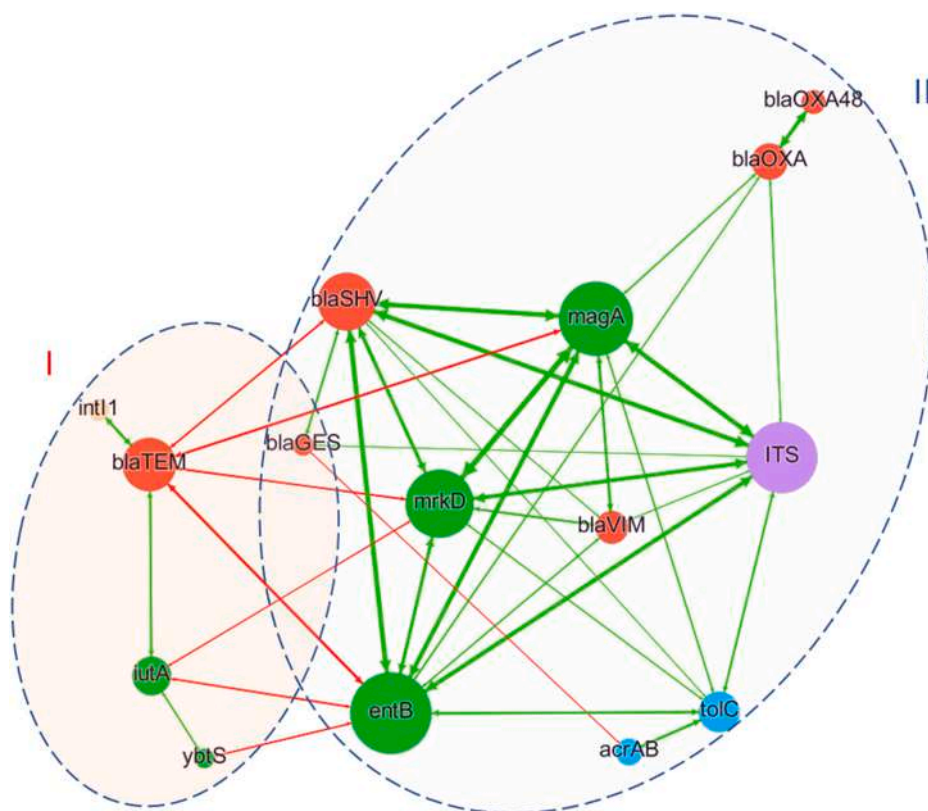 blaOXA48
II
blaOXA
blaSHV
magA
I
intI1
blaTEM
blaGES
ITS
mrkD
blaVIM
iutA
entB
tolC
ybtS
acrAB